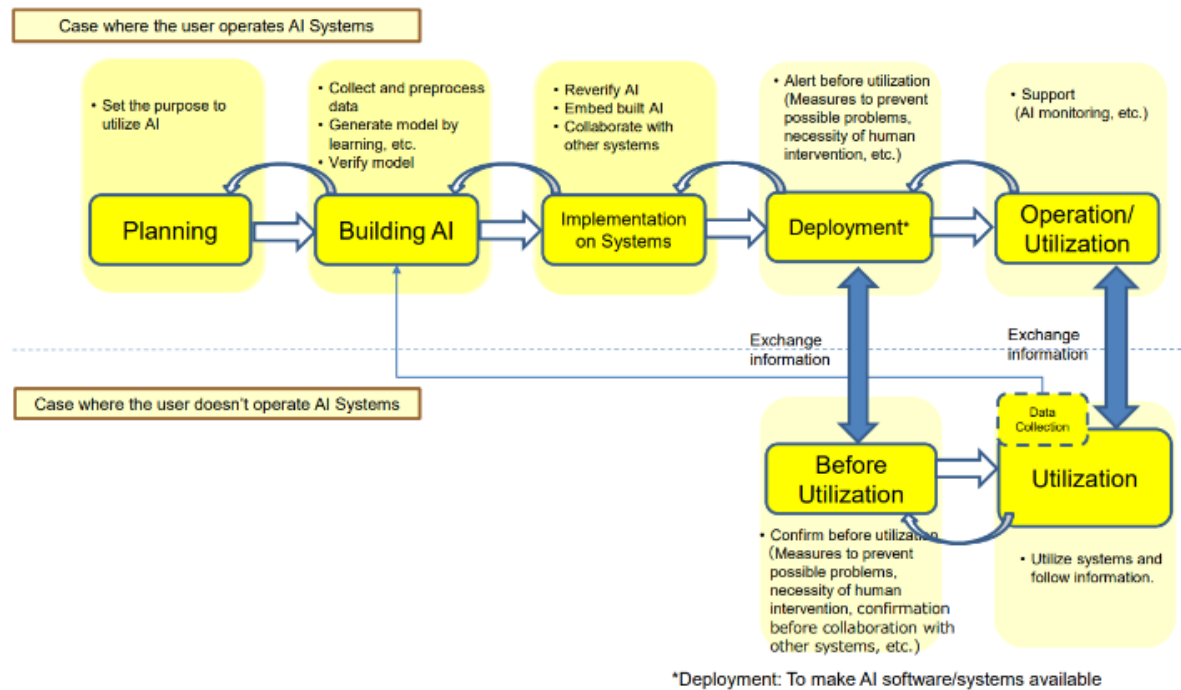 Case where the user operates AI Systems
• Set the purpose to
utilize AI
• Collect and preprocess
data
• Generate model by
learning, etc.
• Verify model
• Reverify AI
• Embed built AI
• Collaborate with
other systems
• Alert before utilization
(Measures to prevent
possible problems,
necessity of human
intervention, etc.)
• Support
(AI monitoring, etc.)
Planning
Building AI
Implementation
on Systems
Deployment*
Operation/
Utilization
Exchange
information
Exchange
information
Case where the user doesn't operate AI Systems
Data
Collection
Before
Utilization
Utilization
• Confirm before utilization
(Measures to prevent
possible problems,
necessity of human
intervention, confirmation
before collaboration with
other systems, etc.)
• Utilize systems and
follow information.
*Deployment: To make AI software/systems available